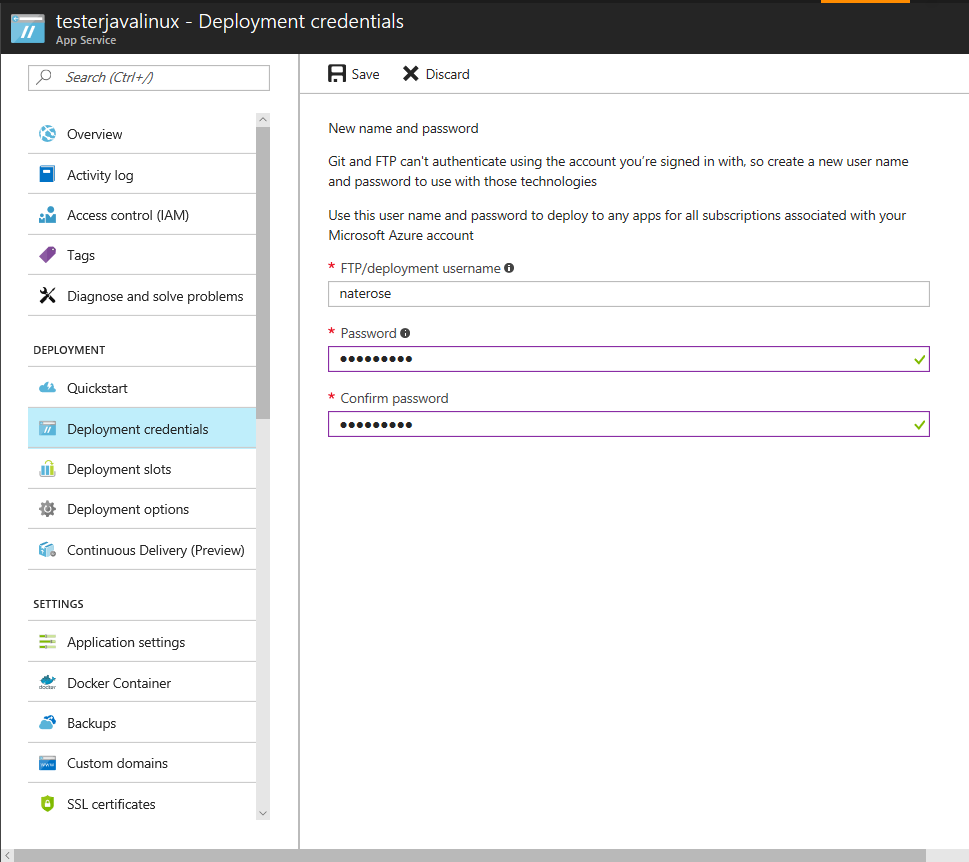 testerjavalinux - Deployment credentials
App Service
Search (Ctrl+/)
Overview
Activity log
Access control (IAM)
Tags
Diagnose and solve problems
DEPLOYMENT
Quickstart
Deployment credentials
Deployment slots
Deployment options
Continuous Delivery (Preview)
SETTINGS
Application settings
docker
Docker Container
Backups
www
Custom domains
SSL certificates
Save
Discard
New name and password
Git and FTP can't authenticate using the account you're signed in with, so create a new user name
and password to use with those technologies
Use this user name and password to deploy to any apps for all subscriptions associated with your
Microsoft Azure account
* FTP/deployment username
naterose
* Password
•••••••••
* Confirm password
•••••••••